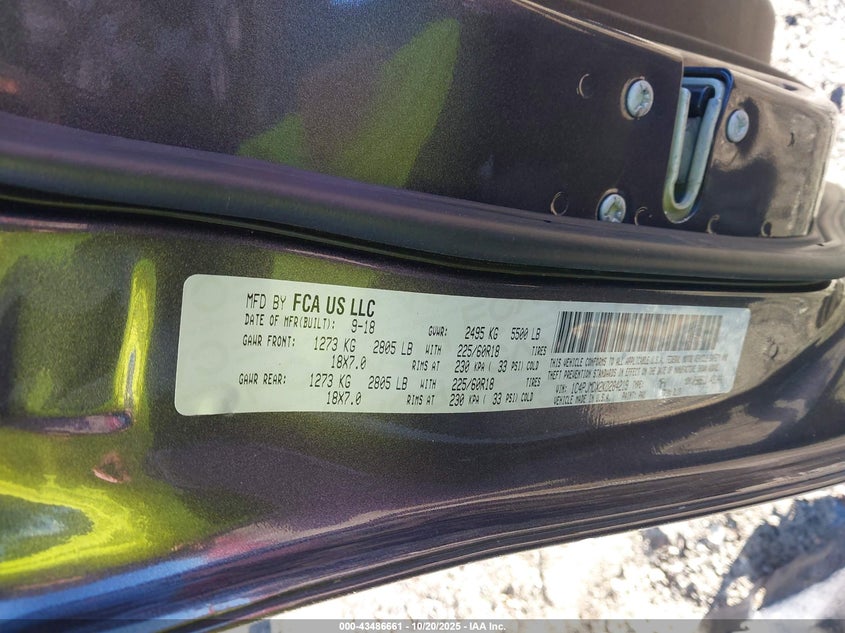 MFD BY FCA US LLC
DATE OF MFR(BUILT): 9-18 GVWR: 2495 KG 5500 LB
GAWR FRONT: 1273 KG 2805 LB WITH 225/60R18 TIRES
18X7.0 RIMS AT 230 KPA ( 33 PSI) COLD
GAWR REAR: 1273 KG 2805 LB WITH 225/60R18 TIRES
18X7.0 RIMS AT 230 KPA ( 33 PSI) COLD
THIS VEHICLE CONFORMS TO ALL APPLICABLE U.S.A. FEDERAL MOTOR VEHICLE SAFETY AND
THEFT PREVENTION STANDARDS IN EFFECT ON THE DATE OF MANUFACTURE SHOWN ABOVE.
VIN: TYPE:
VEHICLE MADE IN U.S.A. PAINT:
000-43486661 | 10/20/2025 | IAA Inc.